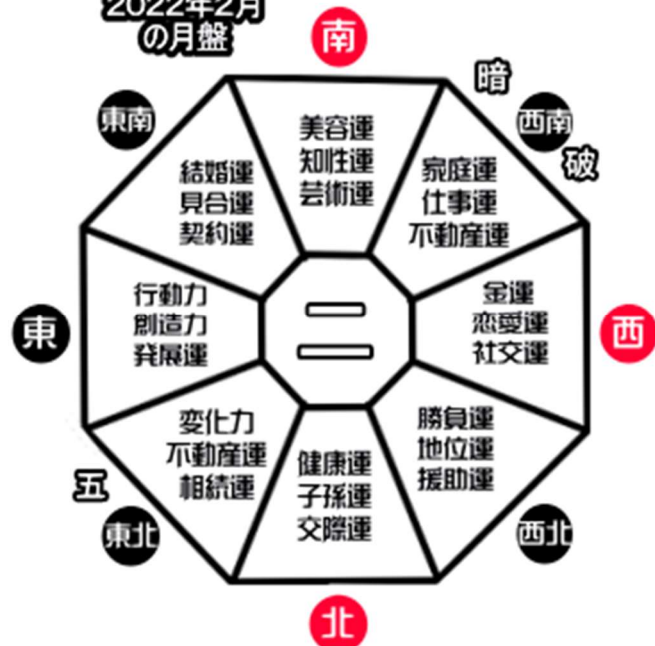 2022年2月
の月盤
南
暗
東南
西南
破
美容運
知性運
芸術運
結婚運
見合運
契約運
家庭運
仕事運
不動産運
東
行動力
創造力
発展運
二
金運
恋愛運
社交運
西
変化力
不動産運
相続運
健康運
子孫運
交際運
勝負運
地位運
援助運
五
東北
西北
北